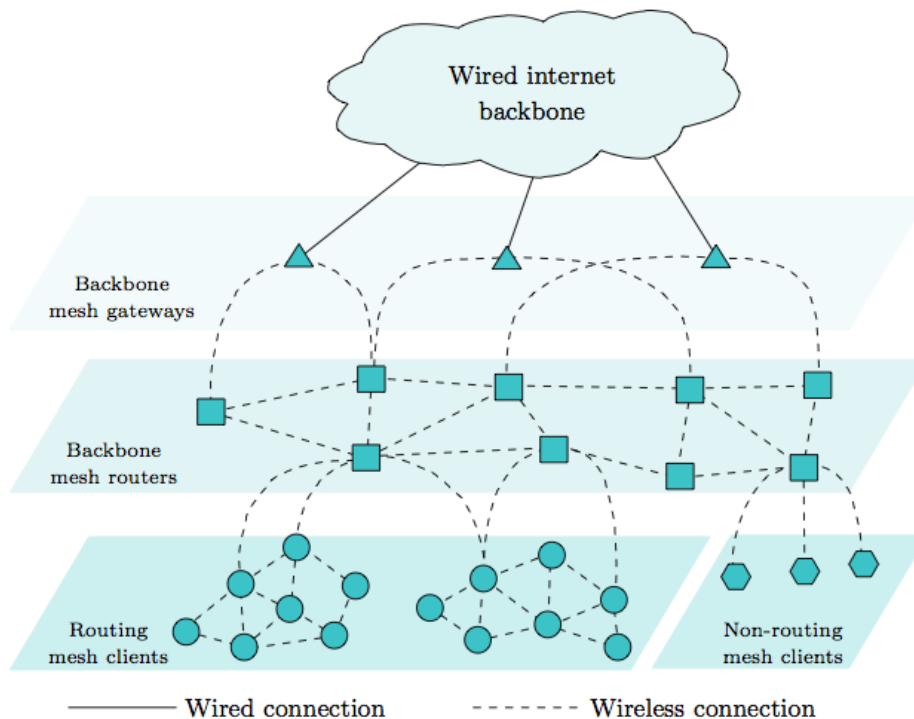 Wired internet
backbone
Backbone
mesh gateways
Backbone
mesh routers
Routing
mesh clients
Non-routing
mesh clients
Wired connection
Wireless connection